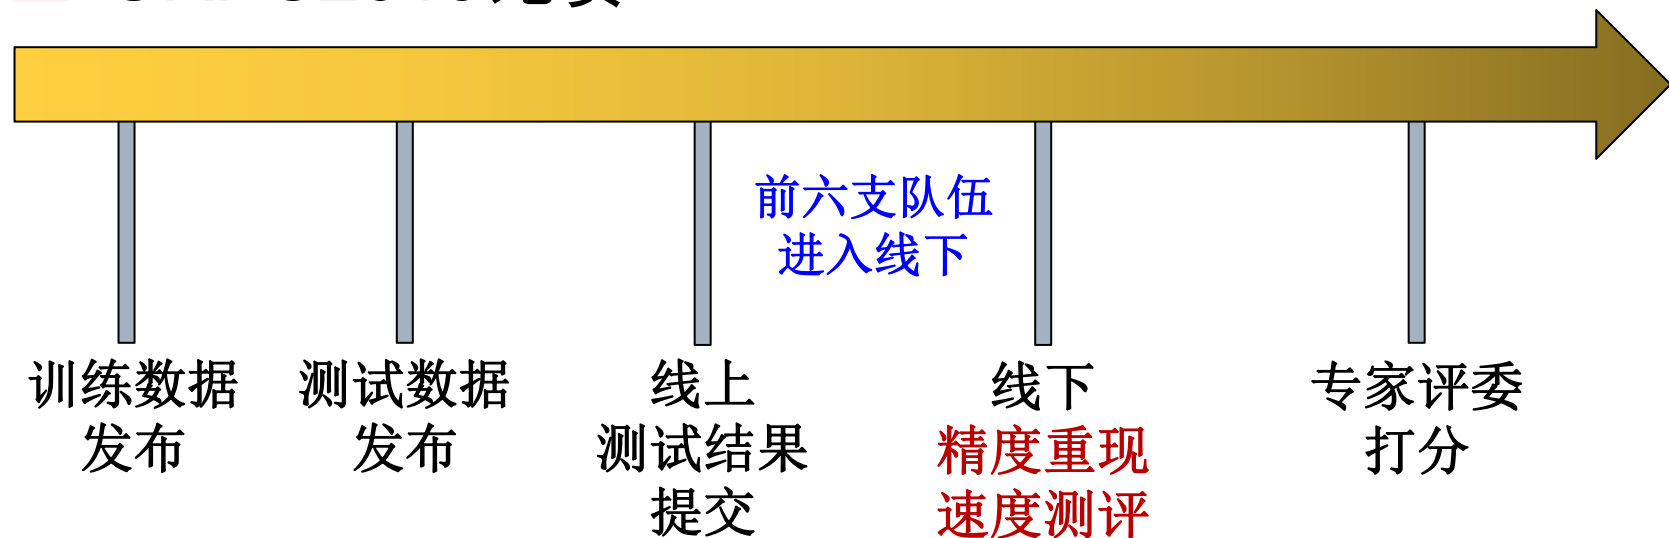 前六支队伍
进入线下
训练数据
发布
测试数据
发布
线上
测试结果
提交
线下
精度重现
速度测评
专家评委
打分